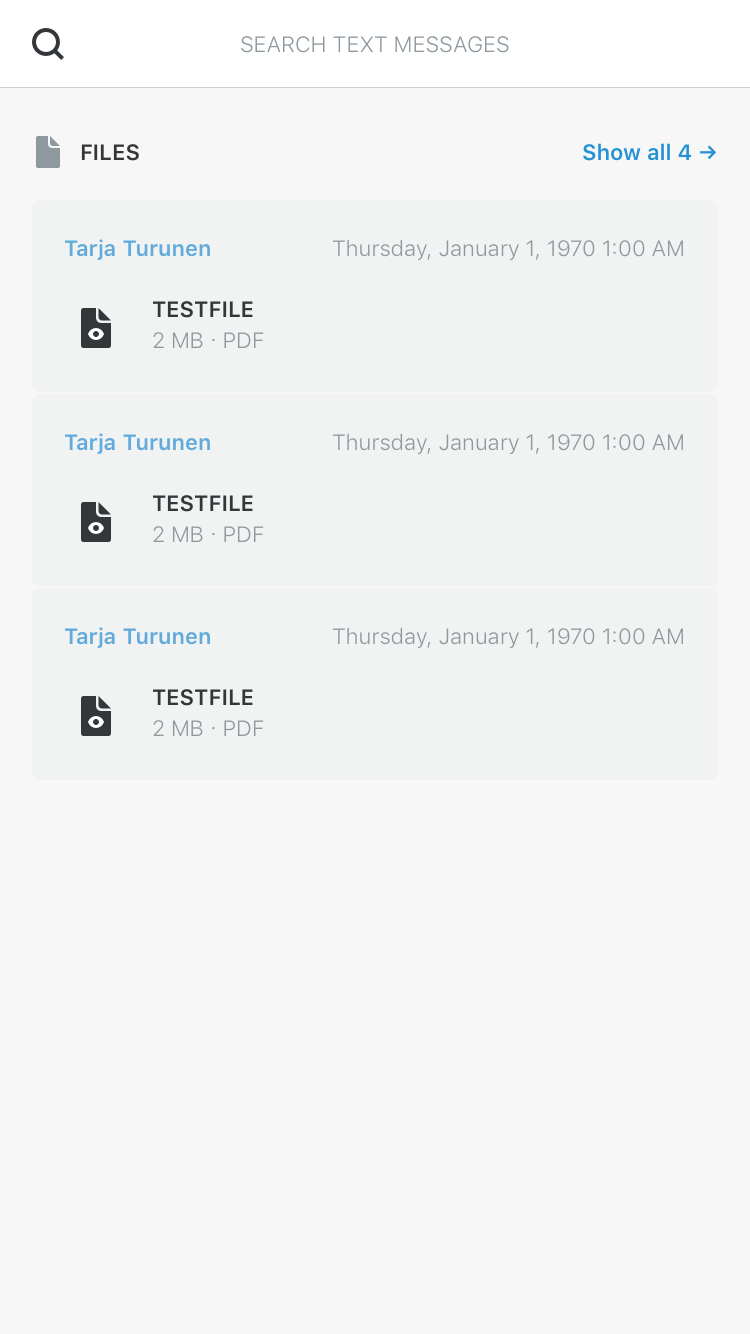 SEARCH TEXT MESSAGES
FILES
Show all 4 →
Tarja Turunen
Thursday, January 1, 1970 1:00 AM
TESTFILE
2 MB · PDF
Tarja Turunen
Thursday, January 1, 1970 1:00 AM
TESTFILE
2 MB · PDF
Tarja Turunen
Thursday, January 1, 1970 1:00 AM
TESTFILE
2 MB · PDF